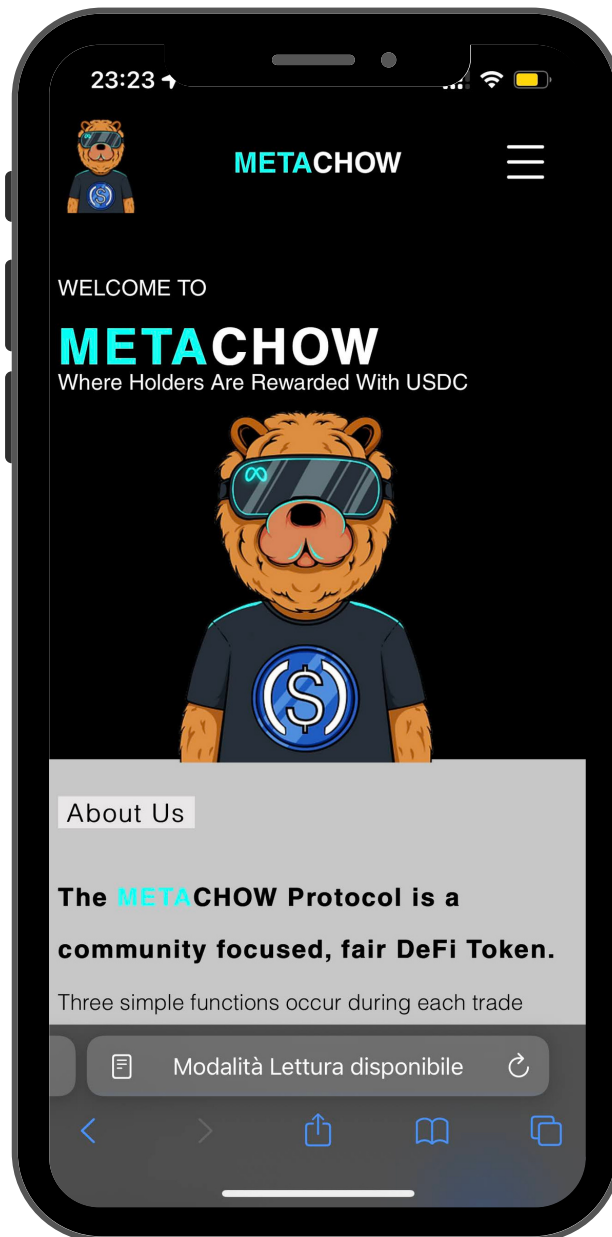 23:23
METACHOW
WELCOME TO
METACHOW
Where Holders Are Rewarded With USDC
$
$
About Us
The METACHOW Protocol is a
community focused, fair DeFi Token.
Three simple functions occur during each trade
Modalità Lettura disponibile